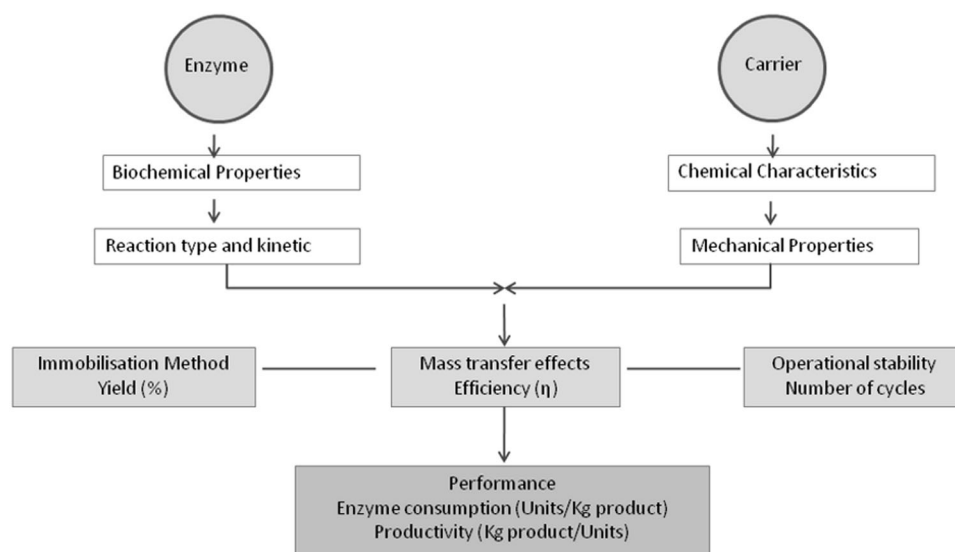 Enzyme
Carrier
Biochemical Properties
Chemical Characteristics
Reaction type and kinetic
Mechanical Properties
Immobilisation Method
Yield (%)
Mass transfer effects
Efficiency (η)
Operational stability
Number of cycles
Performance
Enzyme consumption (Units/Kg product)
Productivity (Kg product/Units)